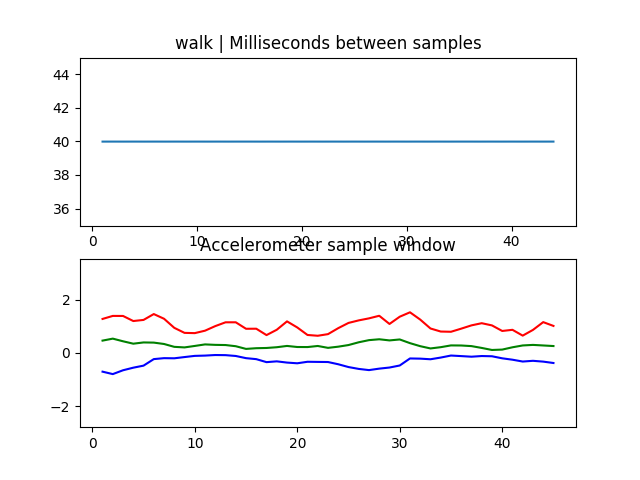 walk | Milliseconds between samples
44
42
40
38
36
0 10 20 30 40
Accelerometer sample window
2
0
−2
0 10 20 30 40